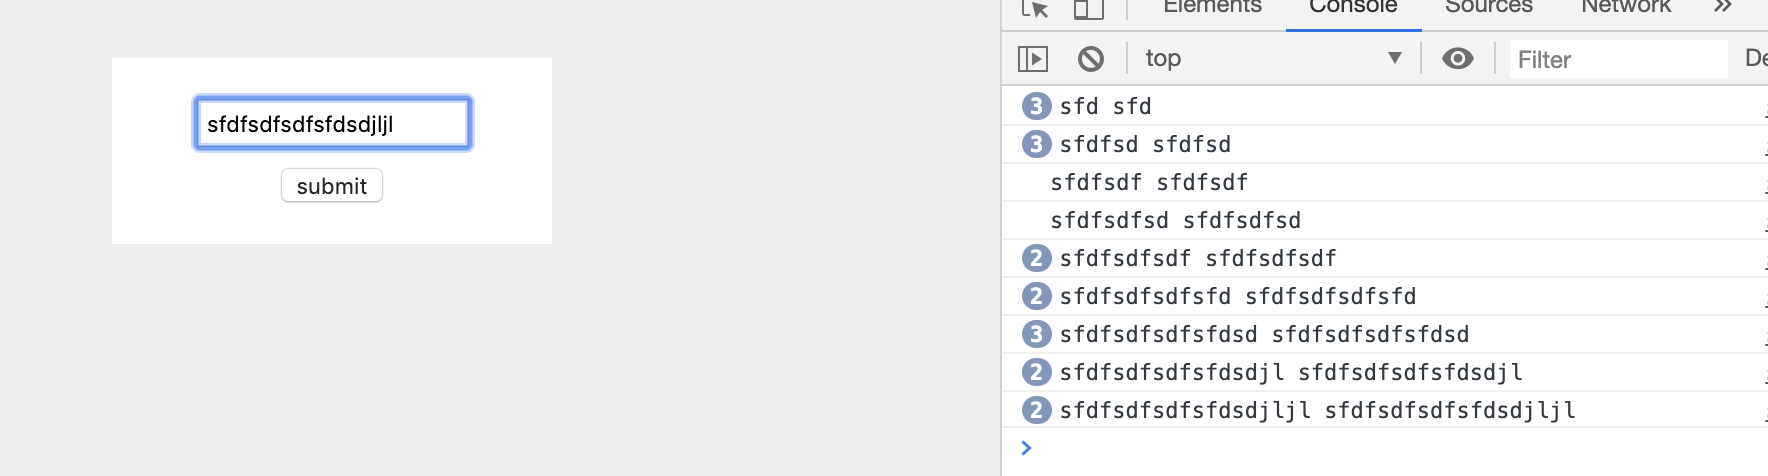 Elements Console Sources Network »
top Filter De
sfdfsdfsdfsfdsdjljl
submit
3 sfd sfd
3 sfdfsd sfdfsd
sfdfsdf sfdfsdf
sfdfsdfsd sfdfsdfsd
2 sfdfsdfsdf sfdfsdfsdf
2 sfdfsdfsdfsfd sfdfsdfsdfsfd
3 sfdfsdfsdfsfdsd sfdfsdfsdfsfdsd
2 sfdfsdfsdfsfdsdjl sfdfsdfsdfsfdsdjl
2 sfdfsdfsdfsfdsdjljl sfdfsdfsdfsfdsdjljl